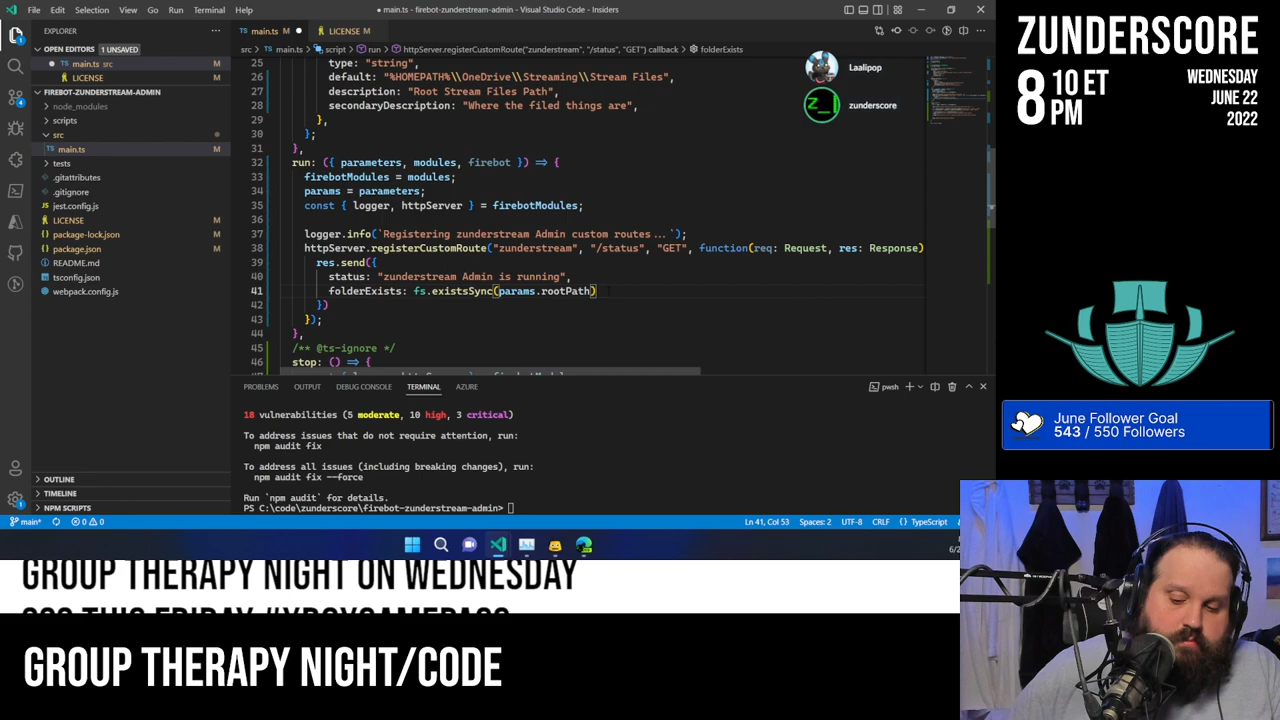 File Edit Selection View Go Run Terminal Help
● main.ts - firebot-zunderstream-admin - Visual Studio Code - Insiders
EXPLORER
OPEN EDITORS 1 UNSAVED
main.ts src M
LICENSE M
FIREBOT-ZUNDERSTREAM-ADMIN
node_modules
scripts
src
main.ts M
tests
.gitattributes
.gitignore
jest.config.js
LICENSE M
package-lock.json M
package.json M
README.md
tsconfig.json
webpack.config.js
OUTLINE
TIMELINE
NPM SCRIPTS
main.ts M LICENSE M
src > main.ts > script > run > httpServer.registerCustomRoute("zunderstream", "/status", "GET") callback > folderExists
25 type: "string",
26 default: "%HOMEPATH%\\OneDrive\\Streaming\\Stream Files",
27 description: "Root Stream Files Path",
28 secondaryDescription: "Where the filed things are",
29 },
30 };
31 },
32 run: ({ parameters, modules, firebot }) => {
33 firebotModules = modules;
34 params = parameters;
35 const { logger, httpServer } = firebotModules;
36
37 logger.info(`Registering zunderstream Admin custom routes...`);
38 httpServer.registerCustomRoute("zunderstream", "/status", "GET", function(req: Request, res: Response)
39 res.send({
40 status: "zunderstream Admin is running",
41 folderExists: fs.existsSync(params.rootPath)
42 })
43 });
44 },
45 /** @ts-ignore */
46 stop: () => {
Laalipop
zunderscore
PROBLEMS OUTPUT DEBUG CONSOLE TERMINAL AZURE
pwsh
18 vulnerabilities (5 moderate, 10 high, 3 critical)
To address issues that do not require attention, run:
npm audit fix
To address all issues (including breaking changes), run:
npm audit fix --force
Run `npm audit` for details.
PS C:\code\zunderscore\firebot-zunderstream-admin>
main* 0 0 Ln 41, Col 53 Spaces: 2 UTF-8 CRLF {} TypeScript
ZUNDERSCORE
8 10 ET
PM
WEDNESDAY
JUNE 22
2022
June Follower Goal
543 / 550 Followers
GROUP THERAPY NIGHT ON WEDNESDAY
GROUP THERAPY NIGHT/CODE